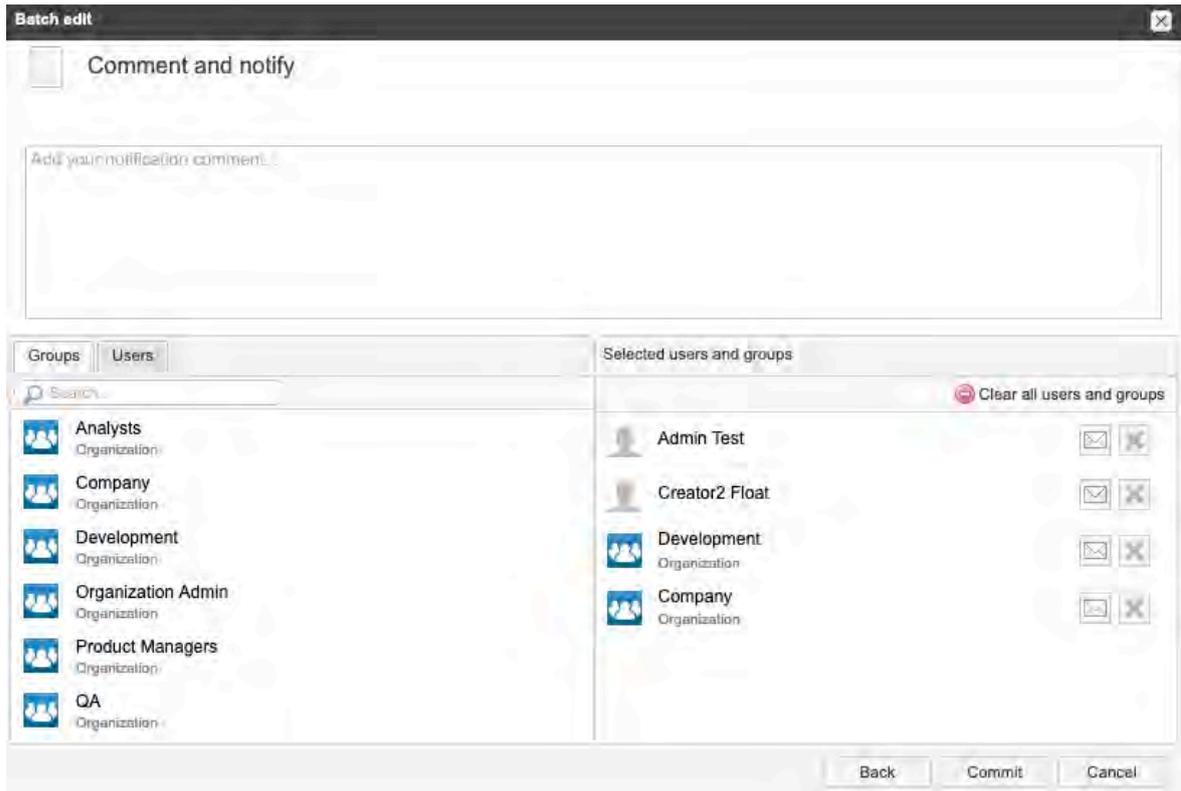 Batch edit
Comment and notify
Add your notification comment...
Groups
Users
Selected users and groups
Search...
Clear all users and groups
Analysts
Organization
Company
Organization
Development
Organization
Organization Admin
Organization
Product Managers
Organization
QA
Organization
Admin Test
Creator2 Float
Development
Organization
Company
Organization
Back
Commit
Cancel